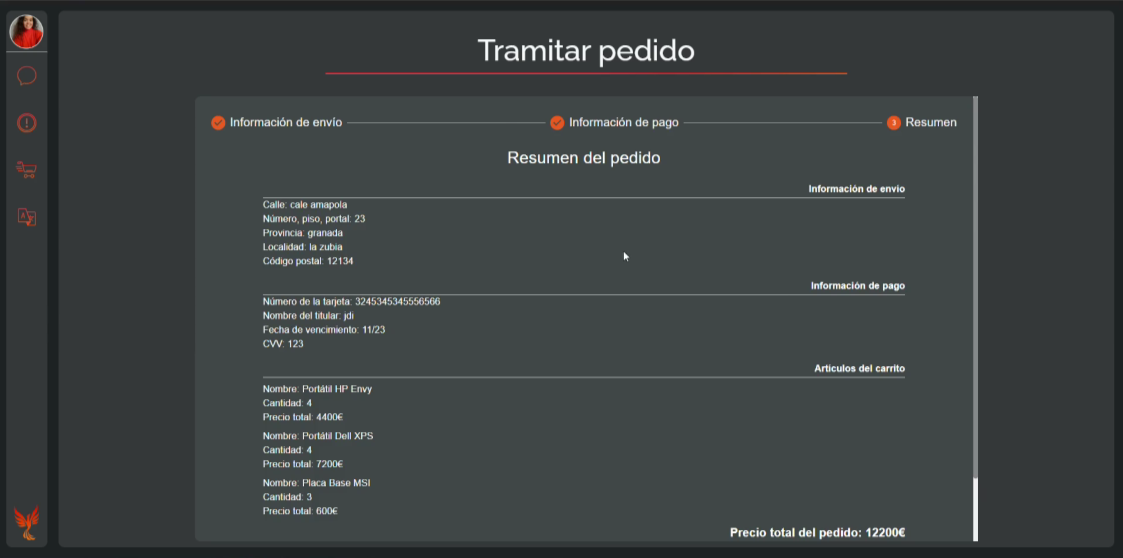 Tramitar pedido
Información de envío
Información de pago
3
Resumen
Resumen del pedido
Información de envío
Calle: cale amapola
Número, piso, portal: 23
Provincia: granada
Localidad: la zubia
Código postal: 12134
Información de pago
Número de la tarjeta: 3245345345556566
Nombre del titular: jdi
Fecha de vencimiento: 11/23
CVV: 123
Artículos del carrito
Nombre: Portátil HP Envy
Cantidad: 4
Precio total: 4400€
Nombre: Portátil Dell XPS
Cantidad: 4
Precio total: 7200€
Nombre: Placa Base MSI
Cantidad: 3
Precio total: 600€
Precio total del pedido: 12200€